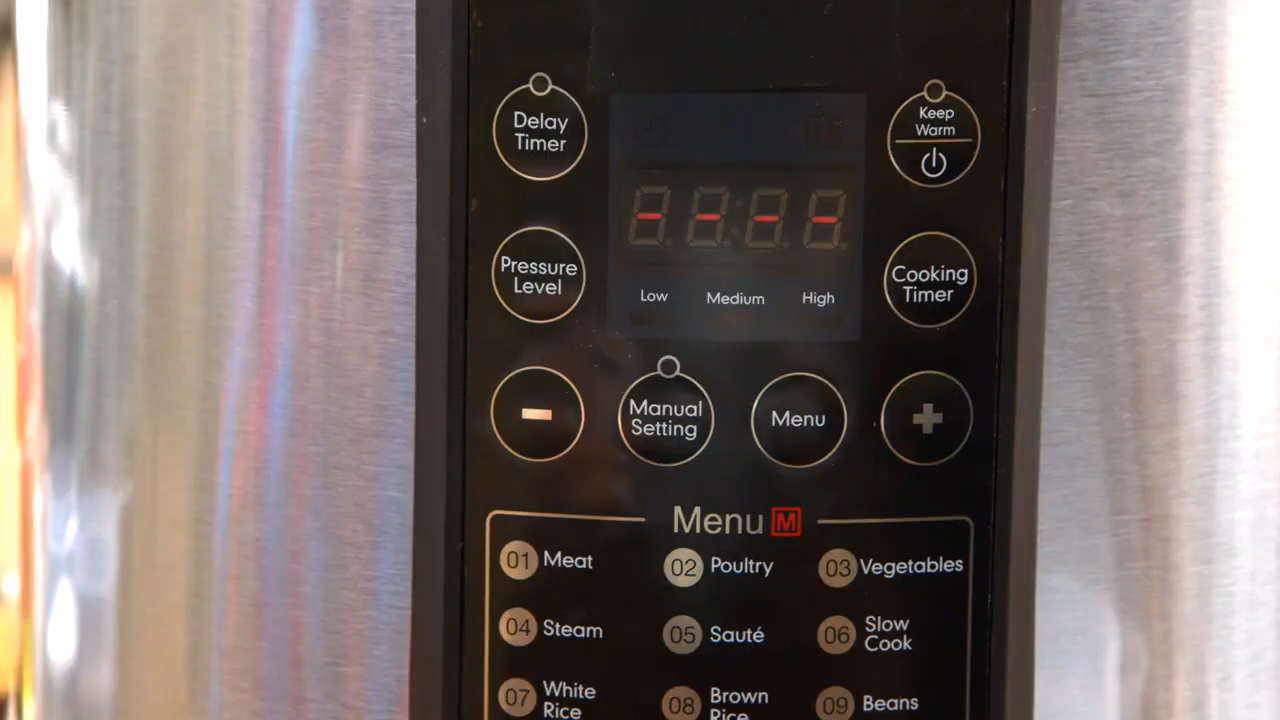 Delay
Timer
Keep
Warm
- - - -
Pressure
Level
Low Medium High
Cooking
Timer
-
Manual
Setting
Menu
+
Menu M
01 Meat
02 Poultry
03 Vegetables
04 Steam
05 Sauté
06 Slow
Cook
07 White
Rice
08 Brown
Rice
09 Beans